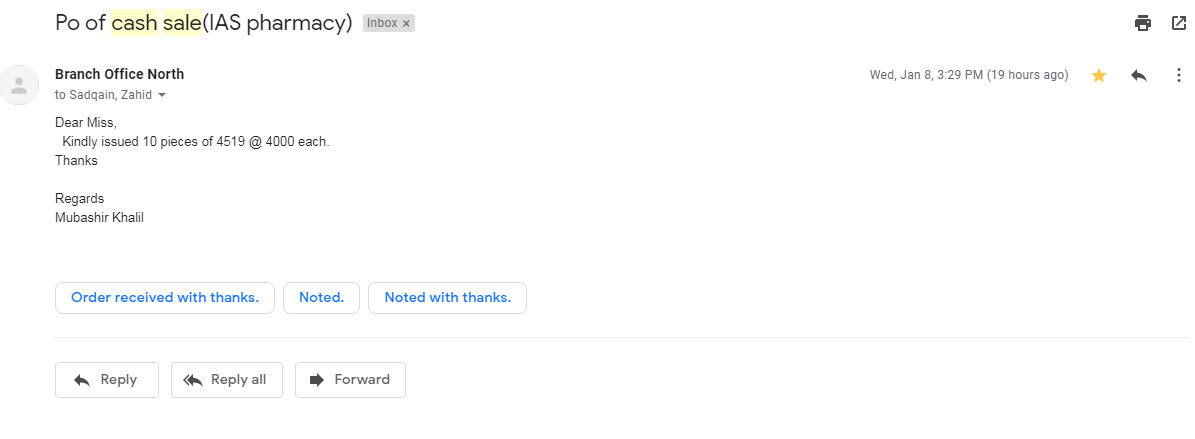 Po of cash sale(IAS pharmacy) Inbox ×
Branch Office North Wed, Jan 8, 3:29 PM (19 hours ago)
to Sadqain, Zahid
Dear Miss,
Kindly issued 10 pieces of 4519 @ 4000 each.
Thanks
Regards
Mubashir Khalil
Order received with thanks. Noted. Noted with thanks.
Reply Reply all Forward